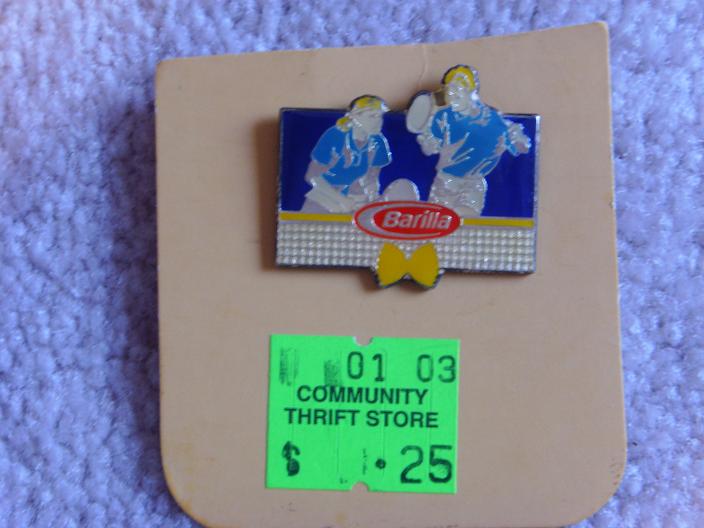 Barilla
01 03
COMMUNITY
THRIFT STORE
$ .25